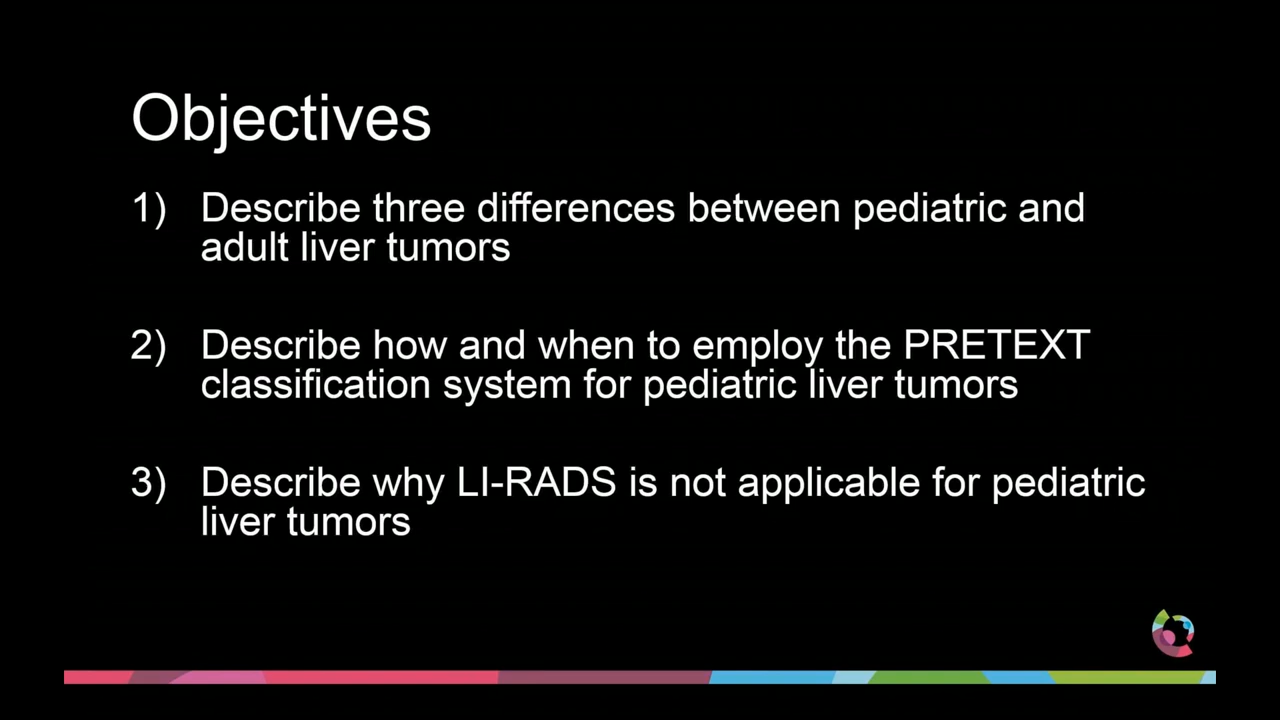 Objectives
1) Describe three differences between pediatric and
adult liver tumors
2) Describe how and when to employ the PRETEXT
classification system for pediatric liver tumors
3) Describe why LI-RADS is not applicable for pediatric
liver tumors